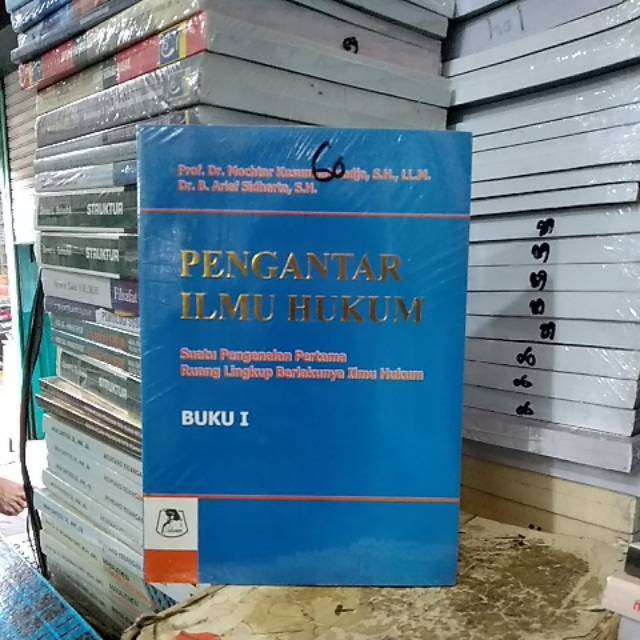 60
Prof. Dr. Mochtar S.H., LL.M.
Dr. B. Arief Sidharta, S.H.
PENGANTAR
ILMU HUKUM
Suatu Pengenalan Pertama
Ruang Lingkup Berlakunya Ilmu Hukum
BUKU I
STRUKTUR
STRUKTUR
Filsafat